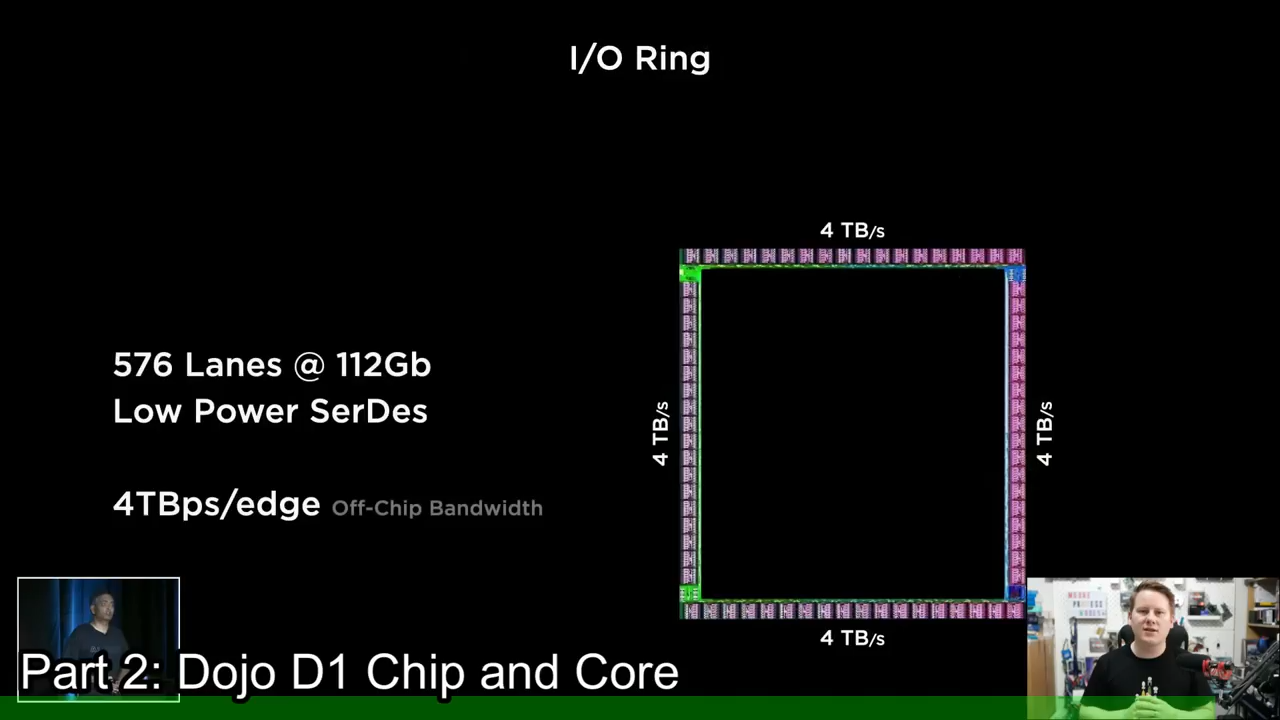 I/O Ring
4 TB/s
576 Lanes @ 112Gb
Low Power SerDes
4 TB/s
4 TB/s
4TBps/edge Off-Chip Bandwidth
4 TB/s
Part 2: Dojo D1 Chip and Core